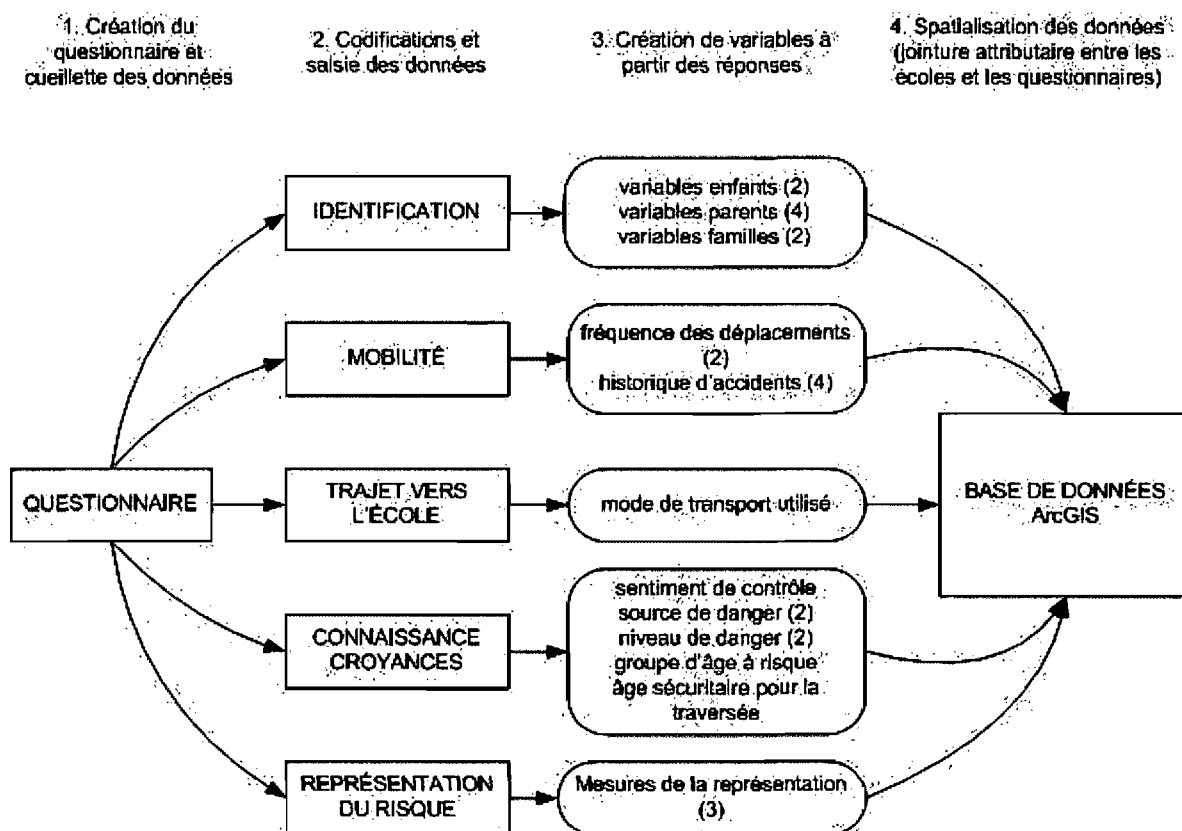 1. Création du
questionnaire et
cueillette des données
2. Codifications et
saisie des données
3. Création de variables à
partir des réponses
4. Spatialisation des données
(jointure attributaire entre les
écoles et les questionnaires)
QUESTIONNAIRE
IDENTIFICATION
variables enfants (2)
variables parents (4)
variables familles (2)
MOBILITÉ
fréquence des déplacements
(2)
historique d'accidents (4)
TRAJET VERS
L'ÉCOLE
mode de transport utilisé
CONNAISSANCE
CROYANCES
sentiment de contrôle
source de danger (2)
niveau de danger (2)
groupe d'âge à risque
âge sécuritaire pour la
traversée
REPRÉSENTATION
DU RISQUE
Mesures de la représentation
(3)
BASE DE DONNÉES
ArcGIS